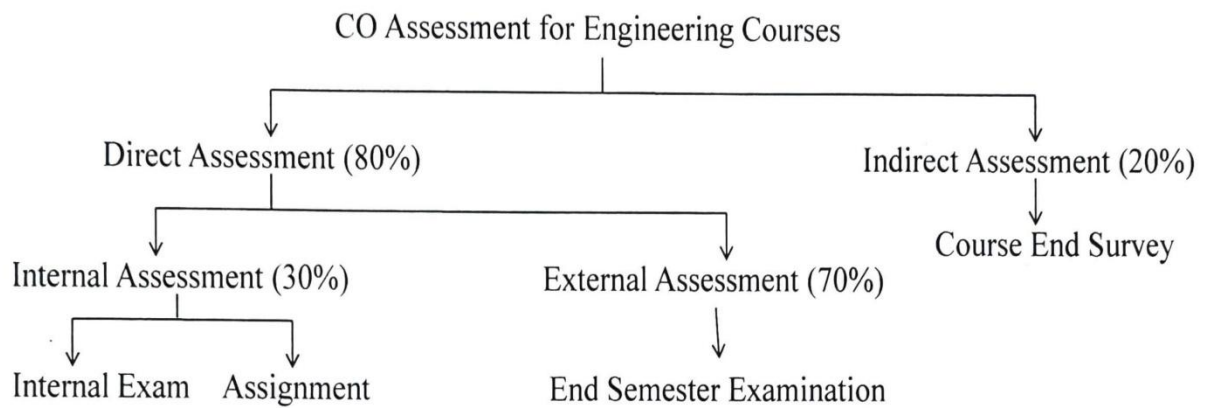 CO Assessment for Engineering Courses
Direct Assessment (80%)
Indirect Assessment (20%)
Course End Survey
Internal Assessment (30%)
External Assessment (70%)
Internal Exam
Assignment
End Semester Examination